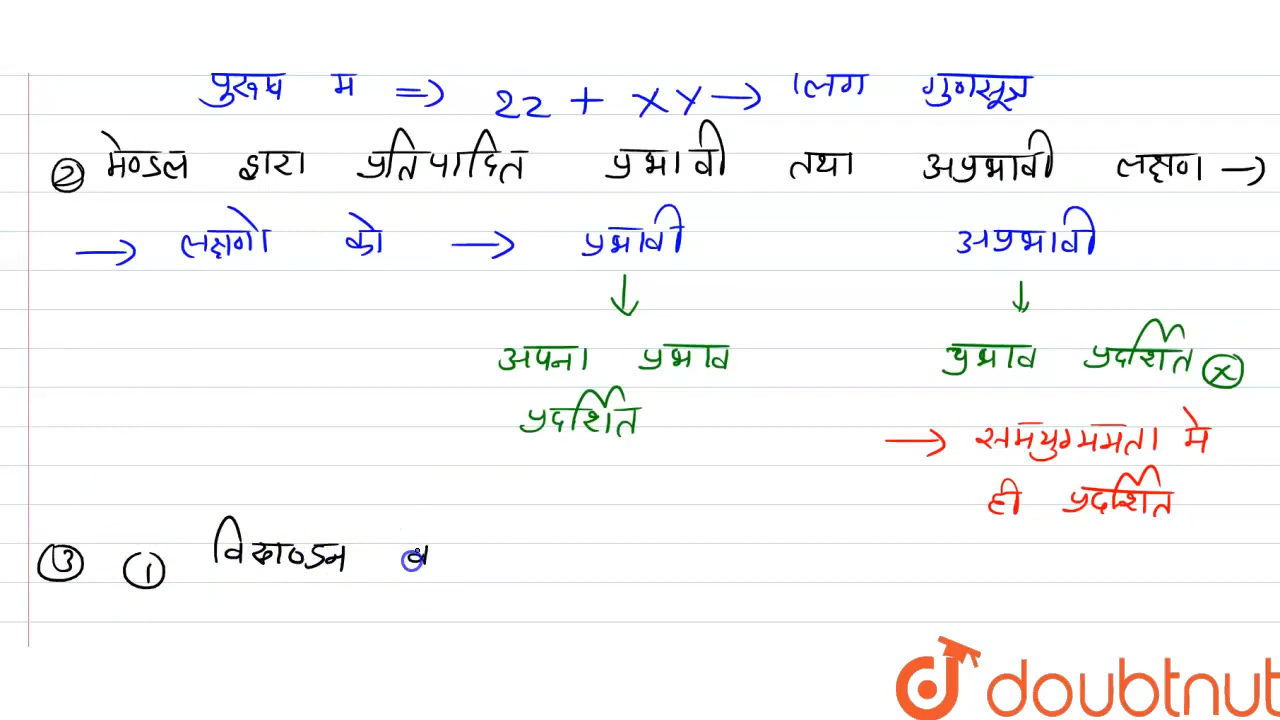 पुरुष म => 22 + XY → लिग गुणसूत्र
② मेण्डल द्वारा प्रतिपादित प्रभावी तथा अप्रभावी लक्षण →
→ लक्षणो को → प्रभावी अप्रभावी
↓ ↓
अपना प्रभाव प्रभाव प्रदर्शित ⓧ
प्रदर्शित → समयुग्ममता मे
ही प्रदर्शित
③ ① विखण्डन व
doubtnut